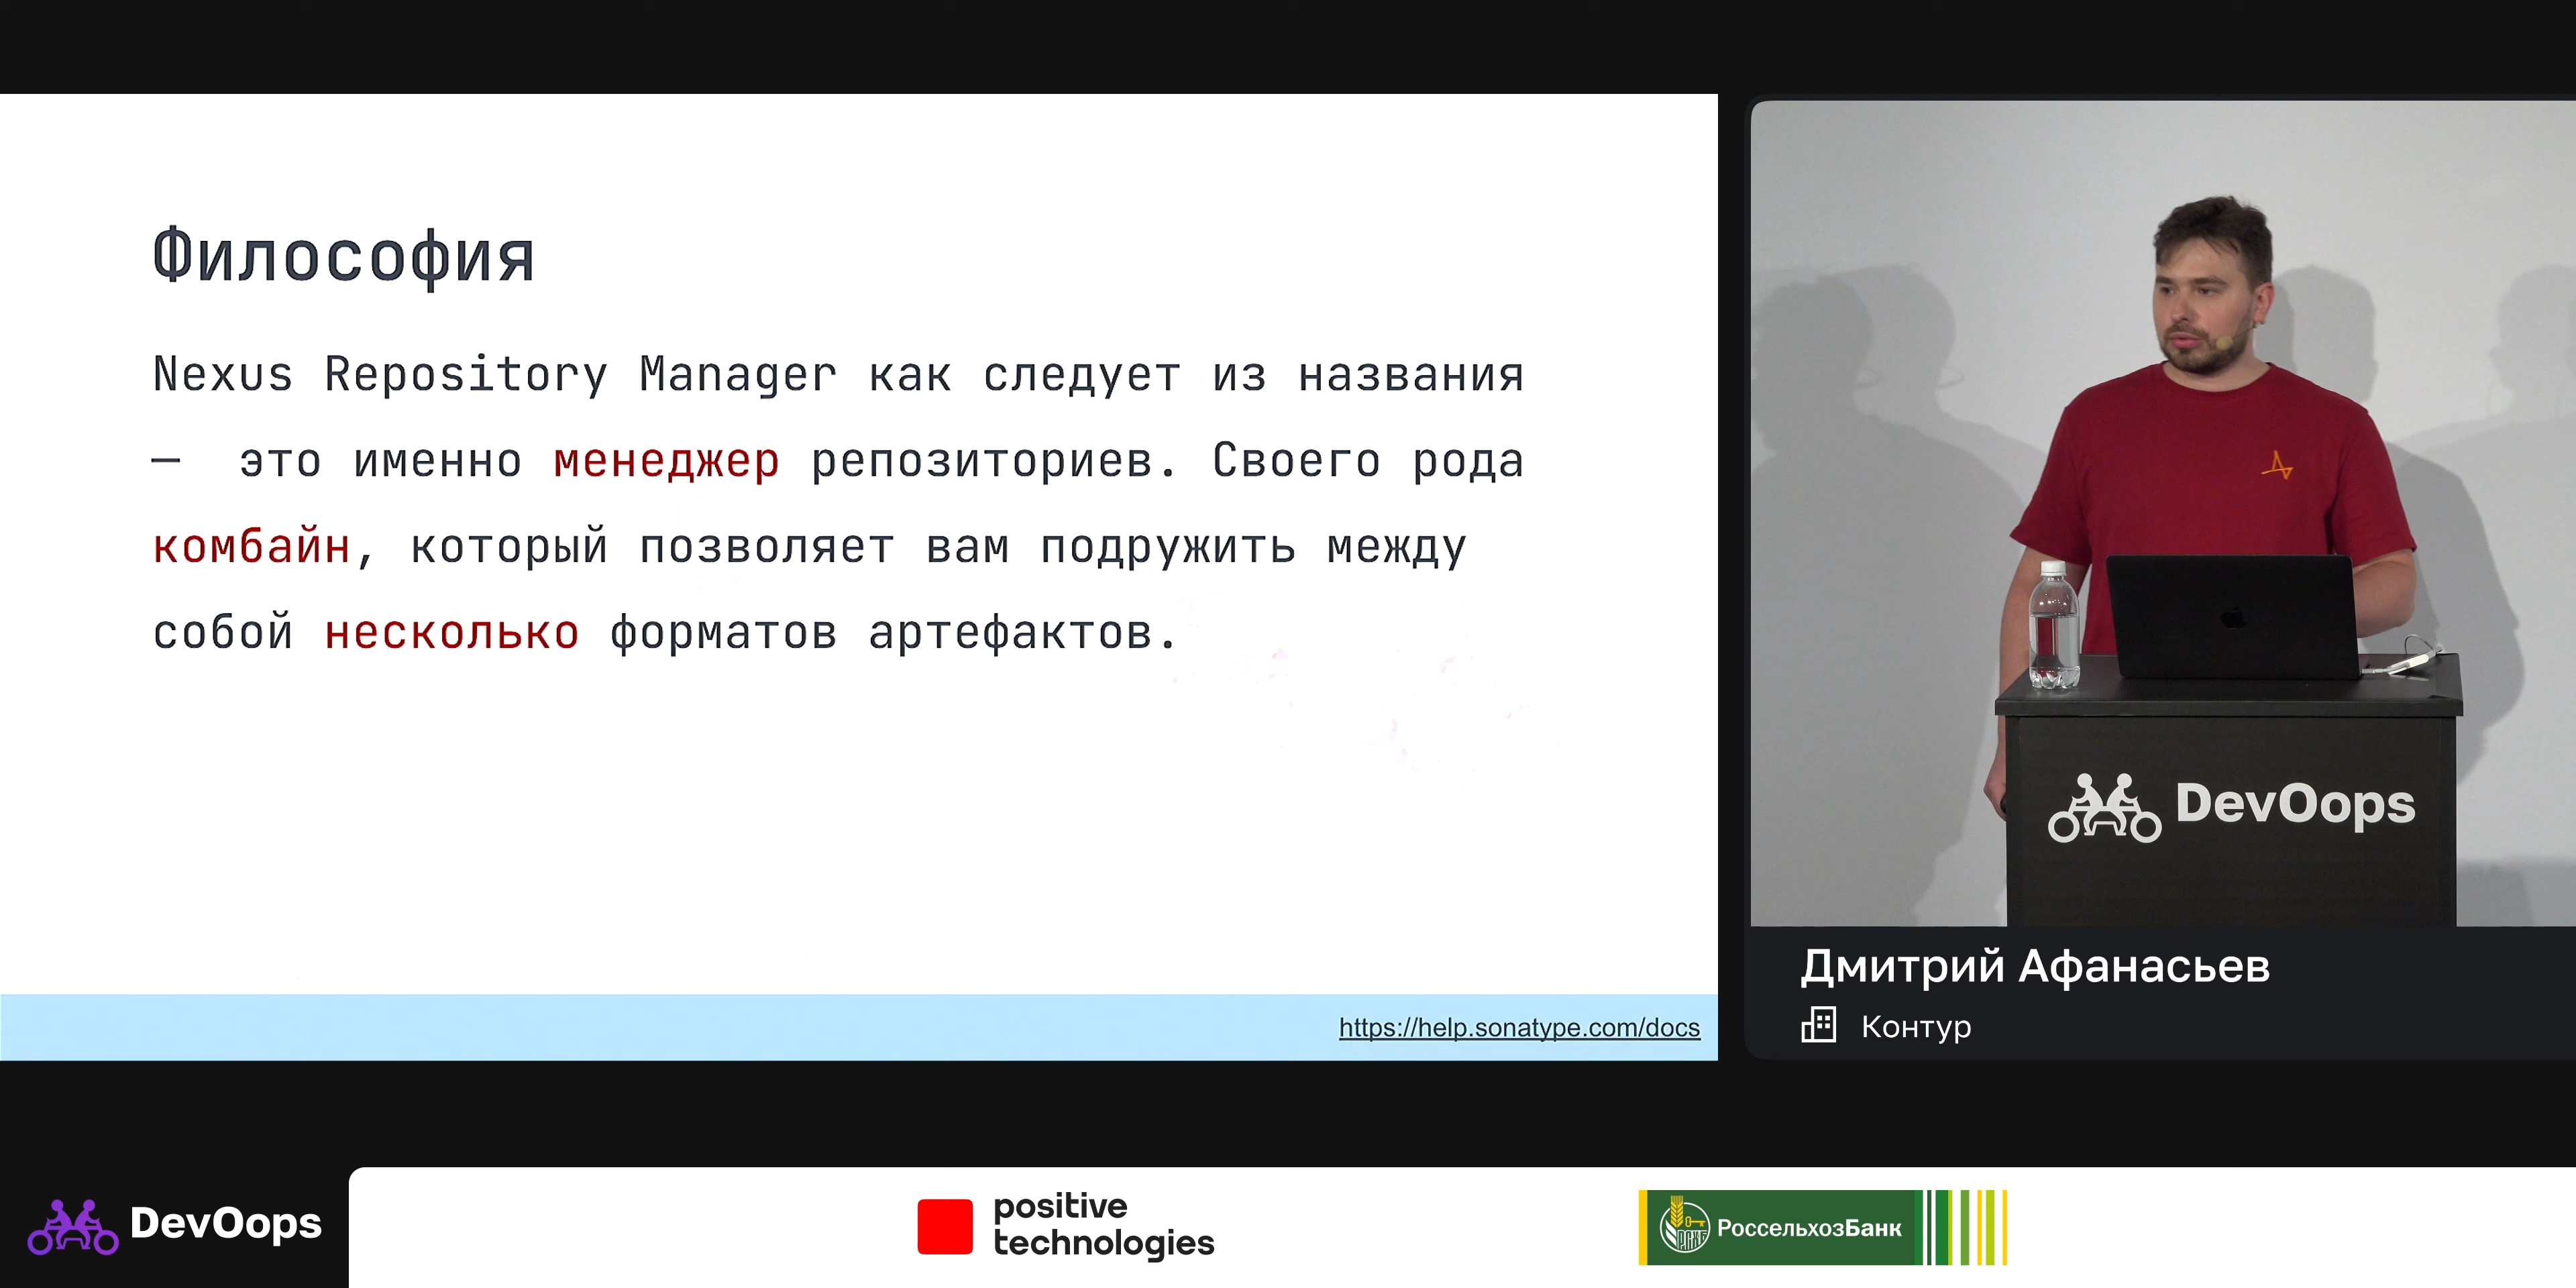 Философия
Nexus Repository Manager как следует из названия
— это именно менеджер репозиториев. Своего рода
комбайн, который позволяет вам подружить между
собой несколько форматов артефактов.
https://help.sonatype.com/docs
DevOops
Дмитрий Афанасьев
Контур
DevOops
positive
technologies
РСХБ
РоссельхозБанк